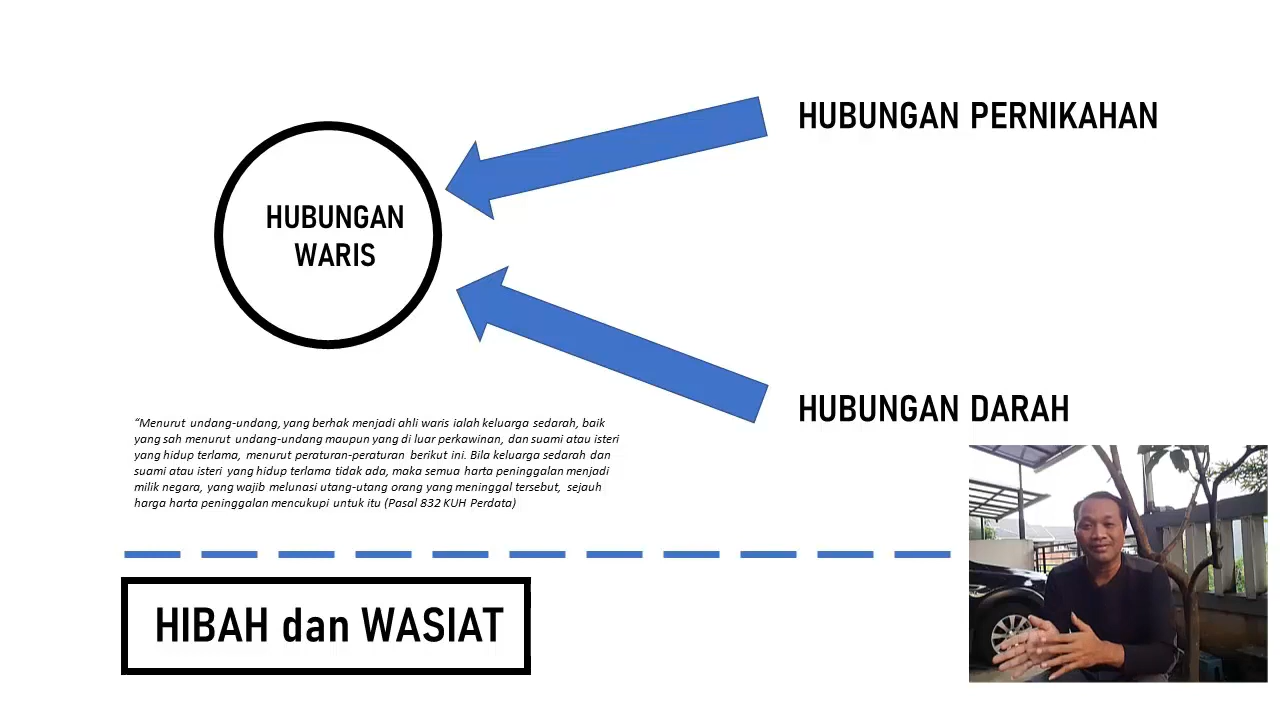 HUBUNGAN PERNIKAHAN
HUBUNGAN
WARIS
HUBUNGAN DARAH
“Menurut undang-undang, yang berhak menjadi ahli waris ialah keluarga sedarah, baik
yang sah menurut undang-undang maupun yang di luar perkawinan, dan suami atau isteri
yang hidup terlama, menurut peraturan-peraturan berikut ini. Bila keluarga sedarah dan
suami atau isteri yang hidup terlama tidak ada, maka semua harta peninggalan menjadi
milik negara, yang wajib melunasi utang-utang orang yang meninggal tersebut, sejauh
harga harta peninggalan mencukupi untuk itu (Pasal 832 KUH Perdata)
HIBAH dan WASIAT